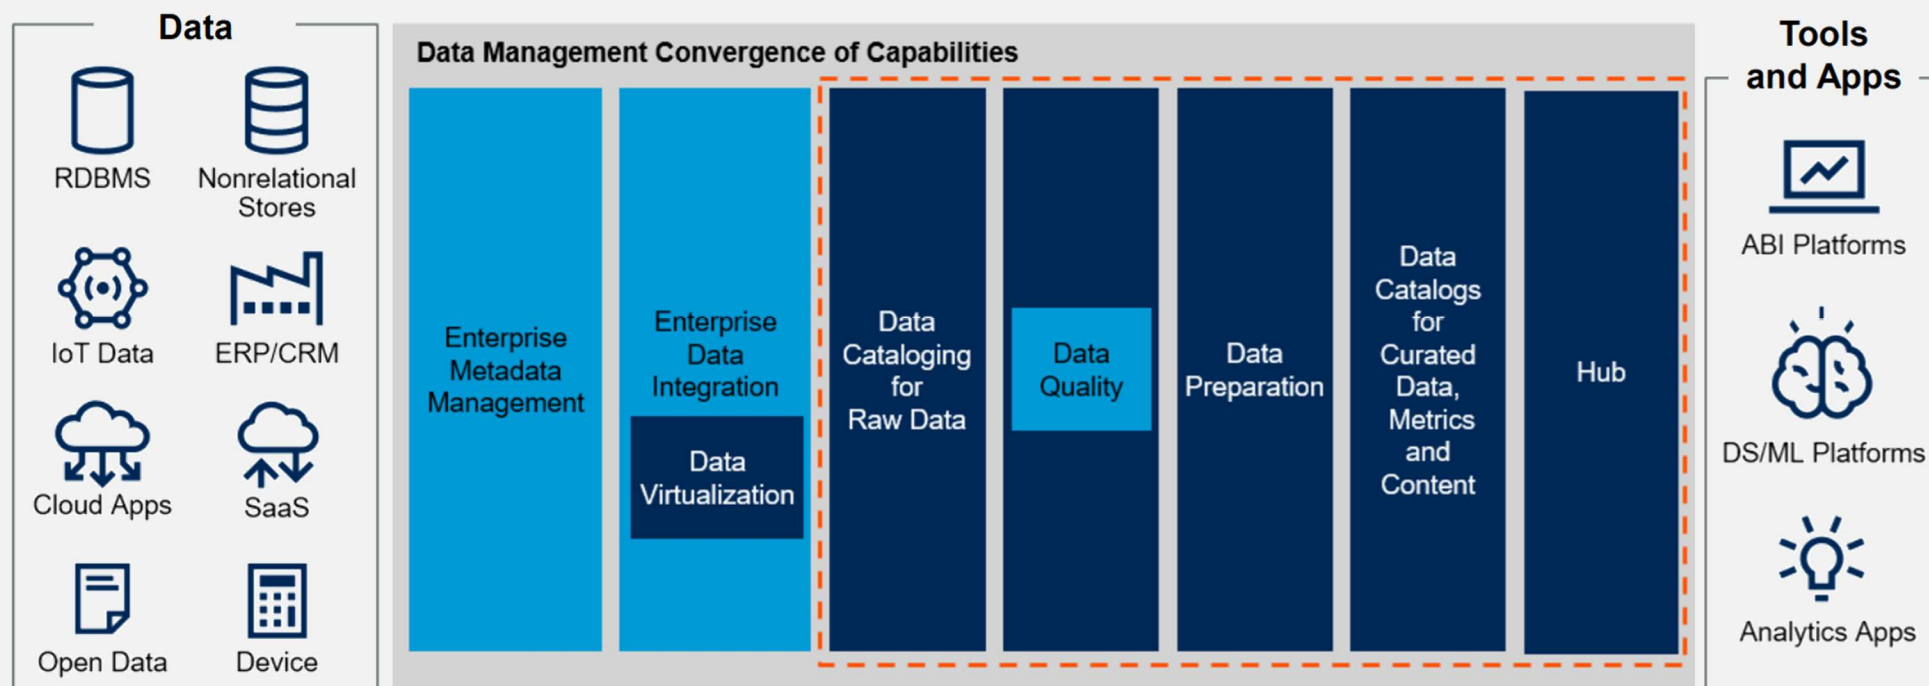 Data
RDBMS
Nonrelational
Stores
IoT Data
ERP/CRM
Cloud Apps
SaaS
Open Data
Device
Data Management Convergence of Capabilities
Enterprise
Metadata
Management
Enterprise
Data
Integration
Data
Virtualization
Data
Cataloging
for
Raw Data
Data
Quality
Data
Preparation
Data
Catalogs
for
Curated
Data,
Metrics
and
Content
Hub
Tools
and Apps
ABI Platforms
DS/ML Platforms
Analytics Apps